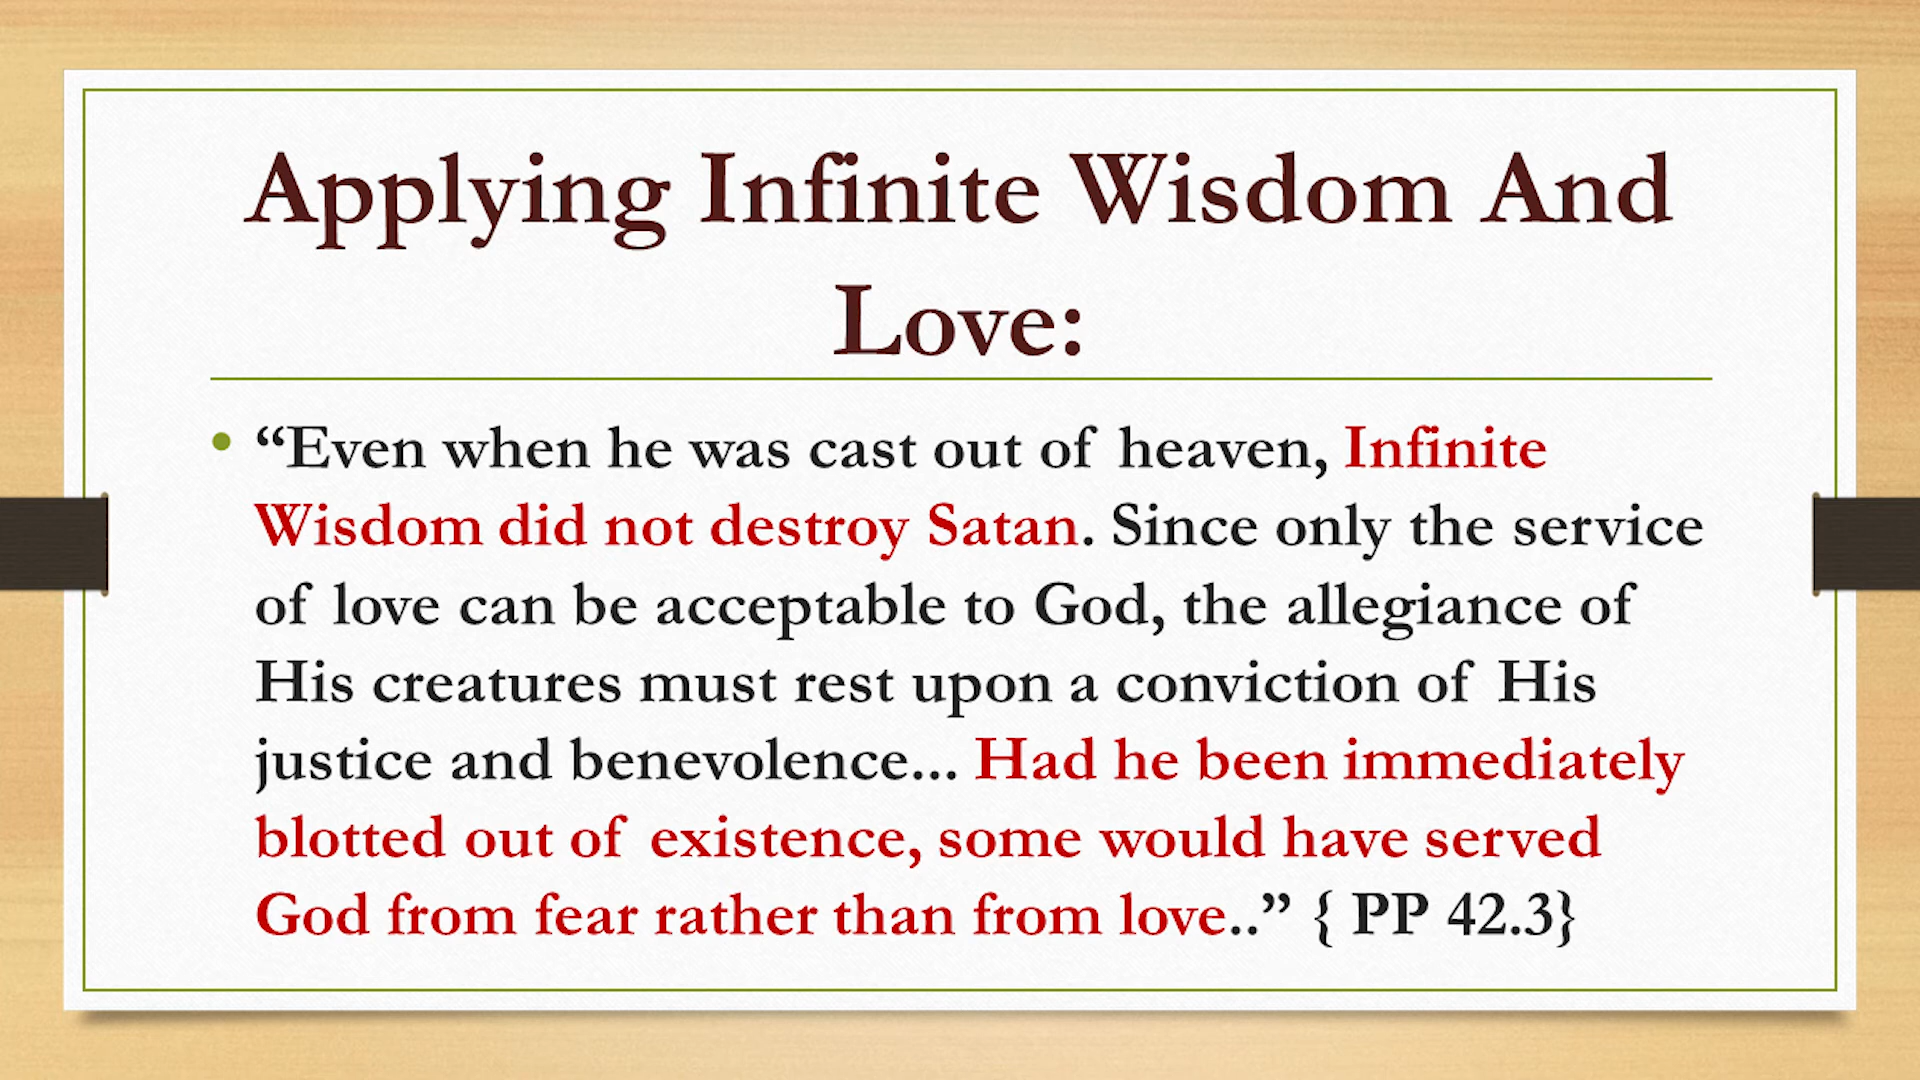 Applying Infinite Wisdom And
Love:
• “Even when he was cast out of heaven, Infinite
Wisdom did not destroy Satan. Since only the service
of love can be acceptable to God, the allegiance of
His creatures must rest upon a conviction of His
justice and benevolence... Had he been immediately
blotted out of existence, some would have served
God from fear rather than from love..” { PP 42.3}